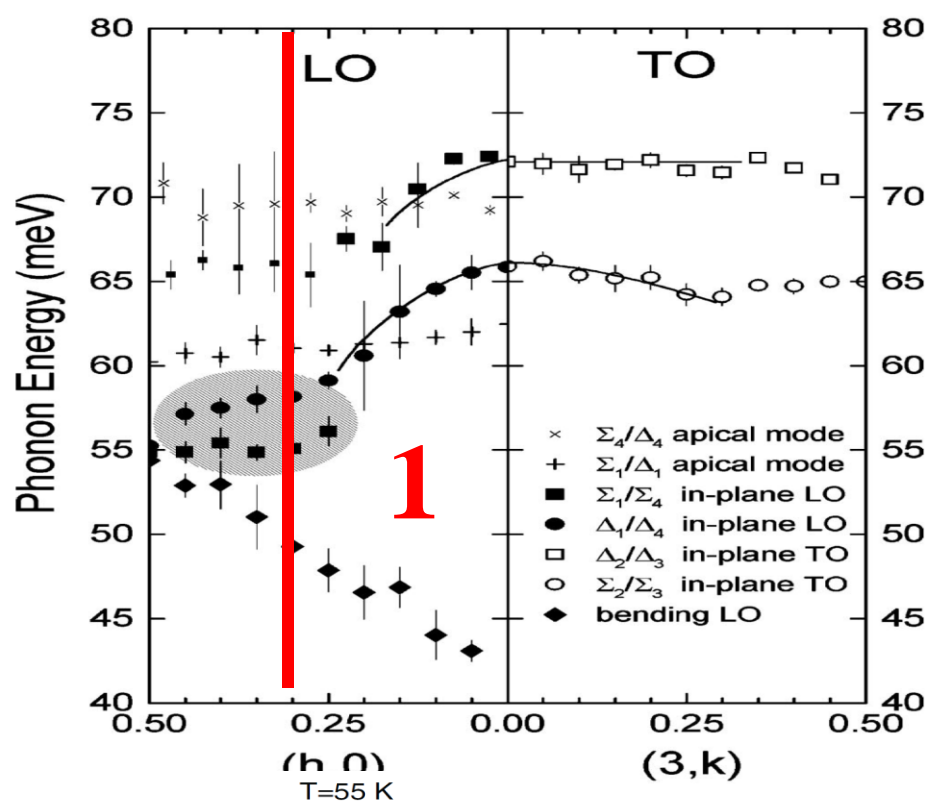 80 80
LO TO
75 75
70 70
65 65
60 60
55 55
50 50
45 45
40 40
Phonon Energy (meV)
1
× Σ₄/Δ₄ apical mode
+ Σ₁/Δ₁ apical mode
■ Σ₁/Σ₄ in-plane LO
● Δ₁/Δ₄ in-plane LO
□ Δ₂/Δ₃ in-plane TO
○ Σ₂/Σ₃ in-plane TO
◆ bending LO
0.50 0.25 0.00 0.25 0.50
(h,0) (3,k)
T=55 K